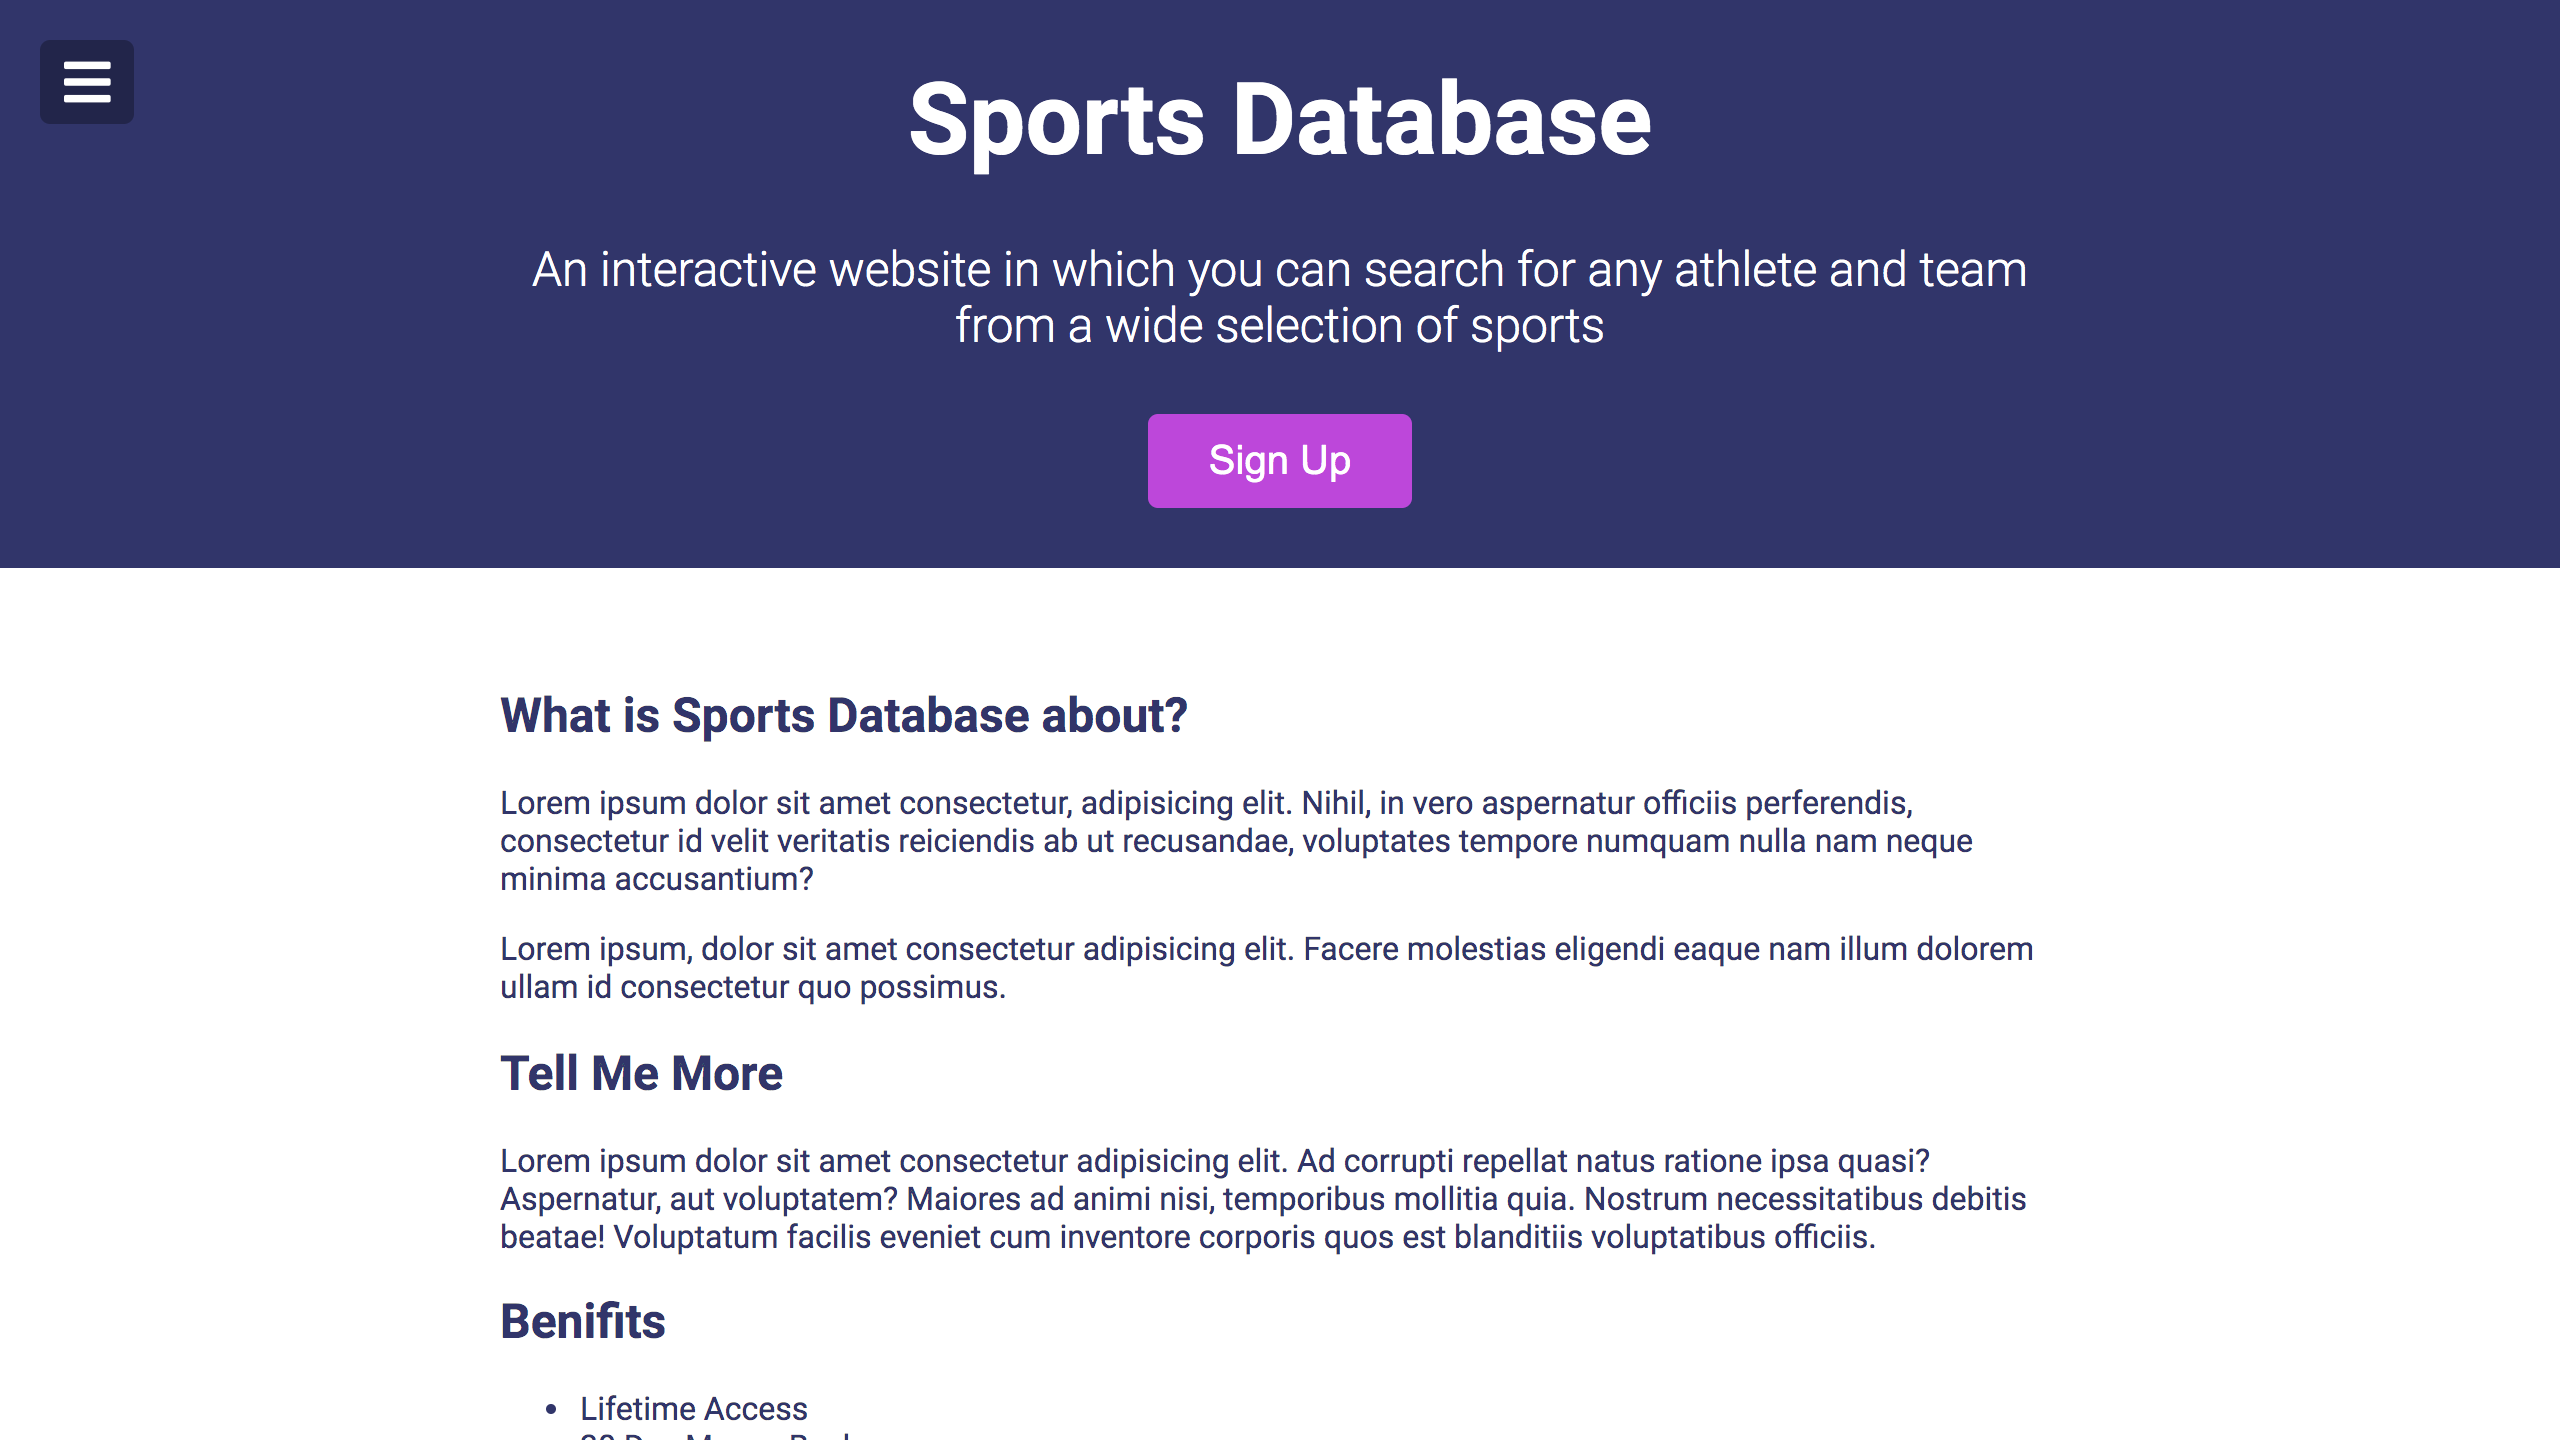 Sports Database
An interactive website in which you can search for any athlete and team
from a wide selection of sports
Sign Up
What is Sports Database about?
Lorem ipsum dolor sit amet consectetur, adipisicing elit. Nihil, in vero aspernatur officiis perferendis,
consectetur id velit veritatis reiciendis ab ut recusandae, voluptates tempore numquam nulla nam neque
minima accusantium?
Lorem ipsum, dolor sit amet consectetur adipisicing elit. Facere molestias eligendi eaque nam illum dolorem
ullam id consectetur quo possimus.
Tell Me More
Lorem ipsum dolor sit amet consectetur adipisicing elit. Ad corrupti repellat natus ratione ipsa quasi?
Aspernatur, aut voluptatem? Maiores ad animi nisi, temporibus mollitia quia. Nostrum necessitatibus debitis
beatae! Voluptatum facilis eveniet cum inventore corporis quos est blanditiis voluptatibus officiis.
Benifits
• Lifetime Access